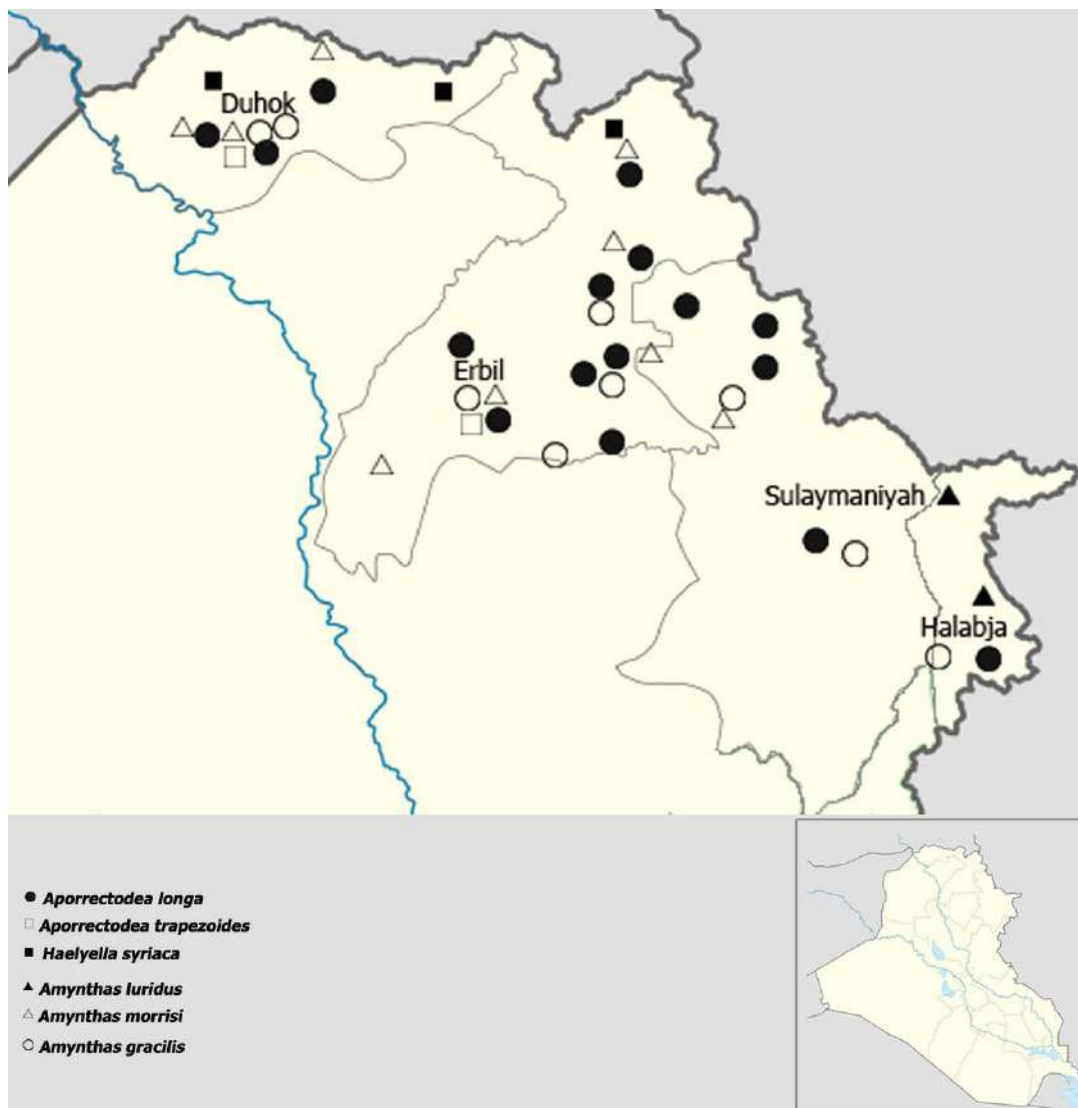 Duhok
Erbil
Sulaymaniyah
Halabja
Aporrectodea longa
Aporrectodea trapezoides
Haelyella syriaca
Amynthas luridus
Amynthas morrisi
Amynthas gracilis